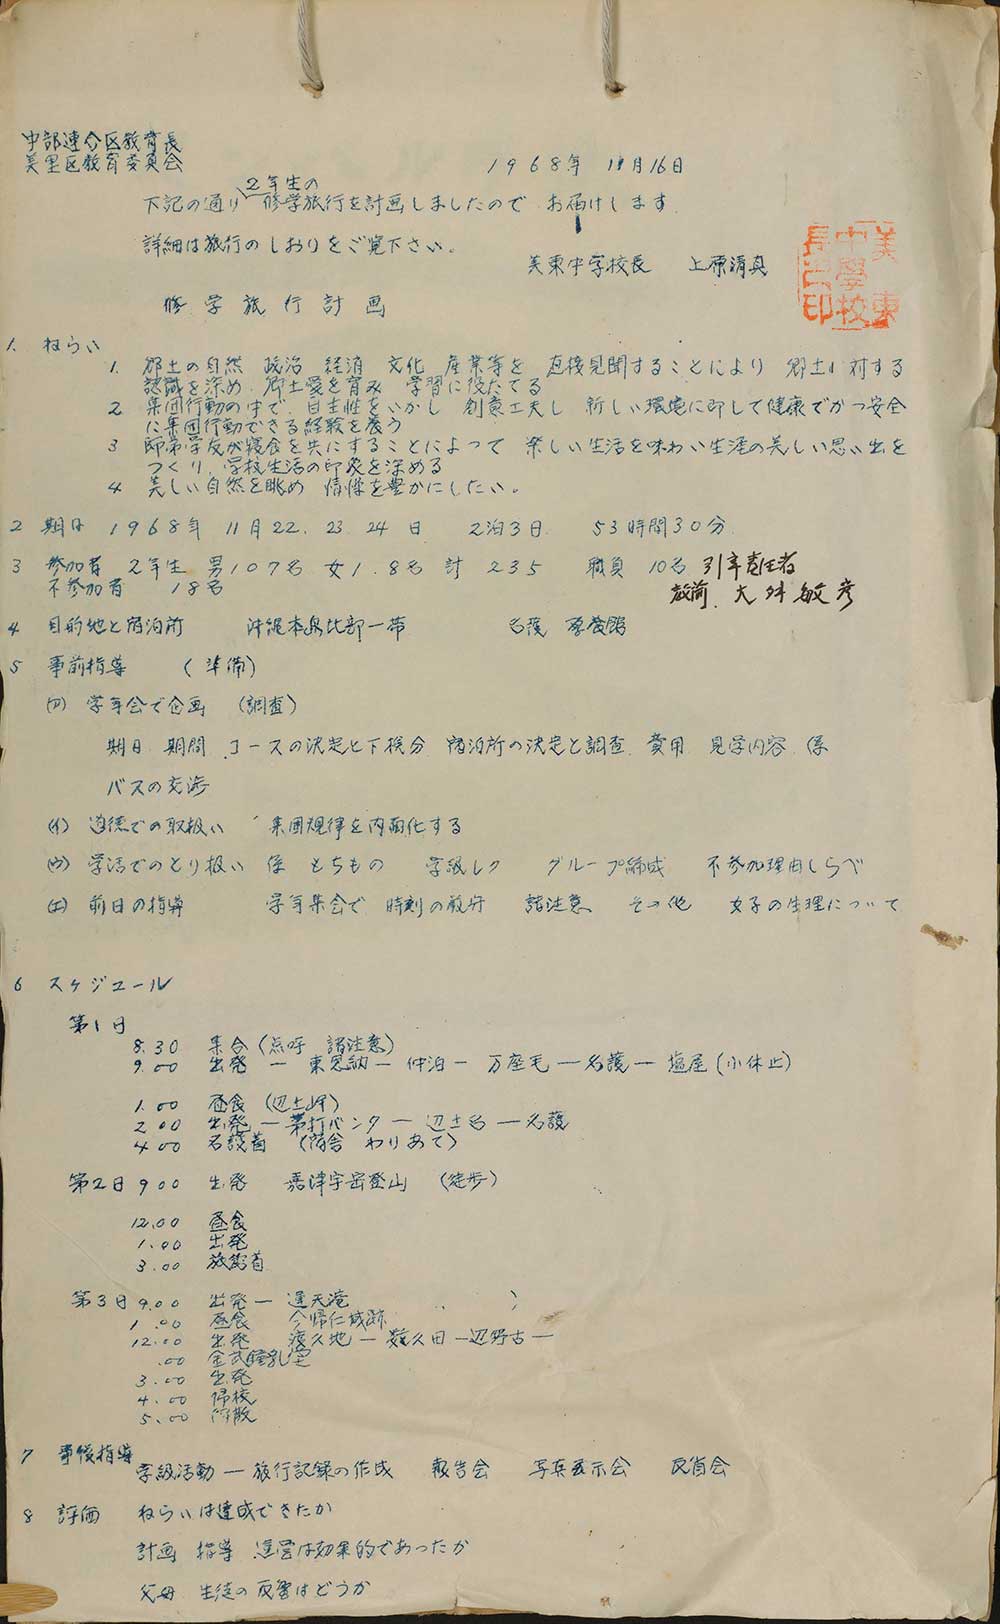 中部連合区教育長
美里区教育委員会
1968年 11月16日
2年生の
下記の通り 修学旅行を計画しましたので お届けします
詳細は旅行のしおりをご覧下さい。
美東中学校長 上原清真
美東中学校長之印
修学旅行計画
1. ねらい
1. 郷土の自然 政治 経済 文化 産業等を 直接見聞することにより 郷土に対する
認識を深め 郷土愛を育み 学習に役だてる
2 集団行動の中で、自主性をいかし 創意工夫し 新しい環境に即して健康でかつ安全
に集団行動できる経験を養う
3 師弟学友が寝食を共にすることによって 楽しい生活を味わい生涯の美しい思い出を
つくり 学校生活の印象を深める
4 美しい自然を眺め 情操を豊かにしたい。
2 期日 1968年 11月22. 23. 24日 2泊3日 53時間30分
3 参加者 2年生 男107名 女1.8名 計 235 職員 10名 引率責任者
不参加者 18名
教諭 大 敏彦
4 目的地と宿泊所 沖縄本島北部一帯 名護
5 事前指導 (準備)
(ア) 学年会で企画 (調査)
期日 期間 コースの決定と下検分 宿泊所の決定と調査 費用 見学内容 係
バスの交渉
(イ) 道徳での取扱い 集団規律を内面化する
(ウ) 学活でのとり扱い 係 もちもの 学級レク グループ編成 不参加理由しらべ
(エ) 前日の指導 学年集会で 時刻の厳守 諸注意 その他 女子の生理について
6 スケジュール
第1日
8.30 集合(点呼 諸注意)
9.00 出発 — 東恩納 — 仲泊 — 万座毛 — 名護 — 塩屋(小休止)
1.00 昼食(辺土岬)
2.00 出発 — 茅打バンタ — 辺土名 — 名護
4.00 名護着 (宿舎 わりあて)
第2日 9.00 出発 嘉津宇岳登山 (徒歩)
12.00 昼食
1.00 出発
3.00 旅館着
第3日 9.00 出発 — 運天港
1.00 昼食 今帰仁城跡
12.00 出発 渡久地 — 数久田 — 辺野古 —
.00 金武鍾乳堂
3.00 出発
4.00 帰校
5.00 解散
7 事後指導
学級活動 — 旅行記録の作成 報告会 写真展示会 反省会
8 評価 ねらいは達成できたか
計画 指導 運営は効果的であったか
父母 生徒の反響はどうか